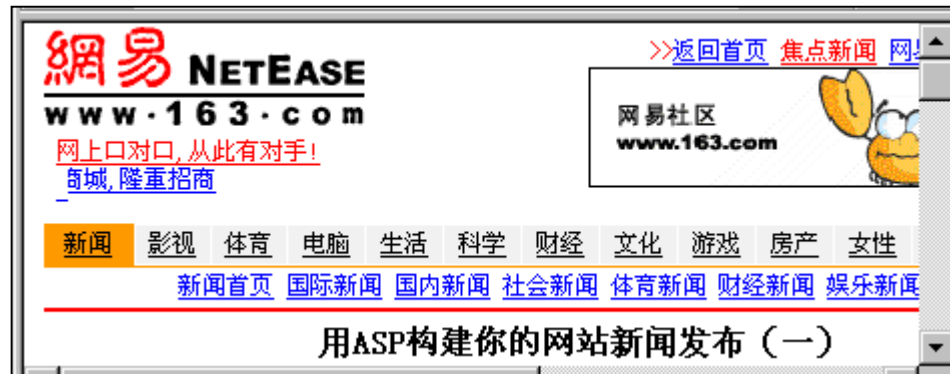 網易 NETEASE
www.163.com
>>返回首页 焦点新闻
网易社区
www.163.com
网上口对口,从此有对手!
商城,隆重招商
新闻 影视 体育 电脑 生活 科学 财经 文化 游戏 房产 女性
新闻首页 国际新闻 国内新闻 社会新闻 体育新闻 财经新闻 娱乐新闻
用ASP构建你的网站新闻发布（一）